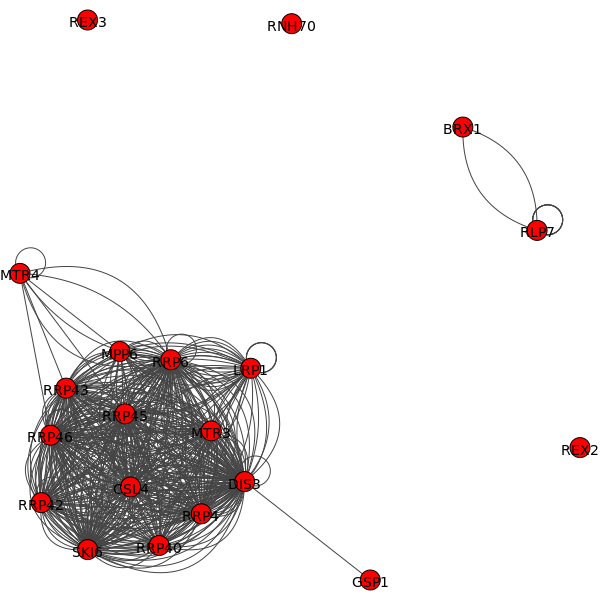 REX3
RNH70
BRX1
RLP7
MTR4
MPP6
RRP6
LRP1
RRP43
RRP45
RRP46
MTR3
DIS3
CSL4
RRP42
RRP4
SKI6
RRP40
REX2
GSP1